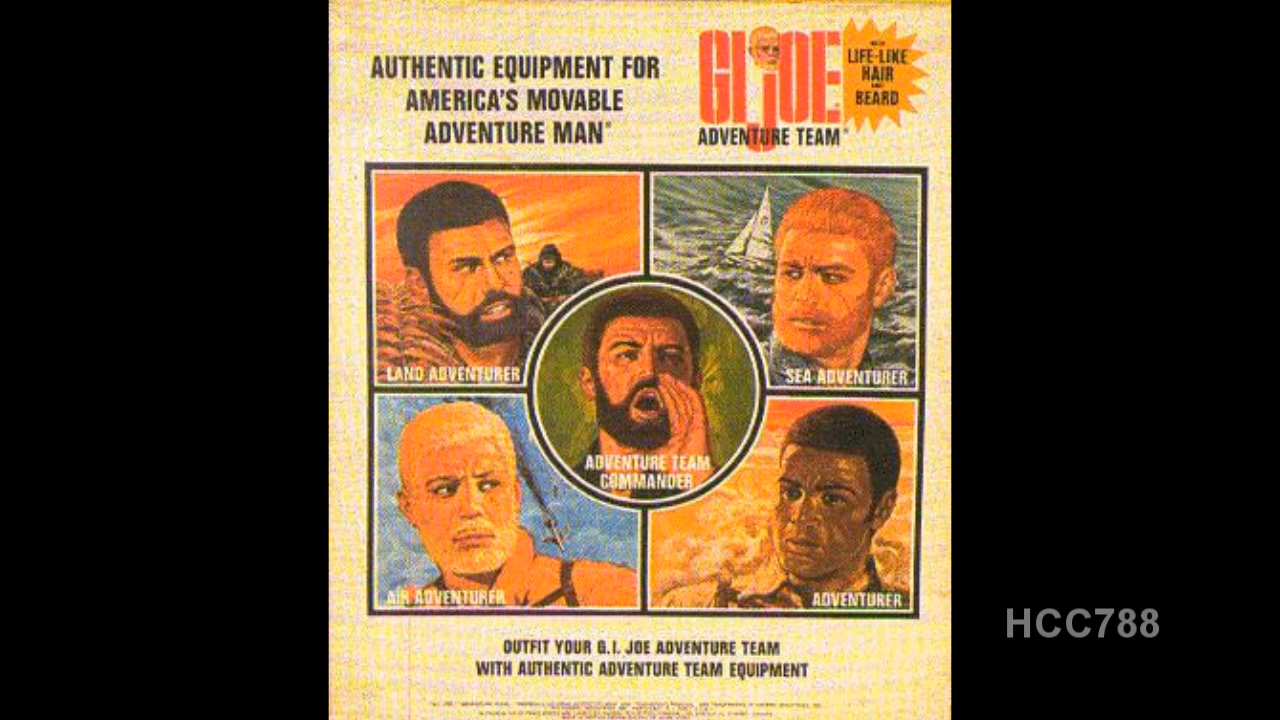 AUTHENTIC EQUIPMENT FOR
AMERICA'S MOVABLE
ADVENTURE MAN®
GI JOE
ADVENTURE TEAM®
LIFE-LIKE
HAIR
AND
BEARD
LAND ADVENTURER
SEA ADVENTURER
ADVENTURE TEAM
COMMANDER
AIR ADVENTURER
ADVENTURER
HCC788
OUTFIT YOUR G.I. JOE ADVENTURE TEAM
WITH AUTHENTIC ADVENTURE TEAM EQUIPMENT